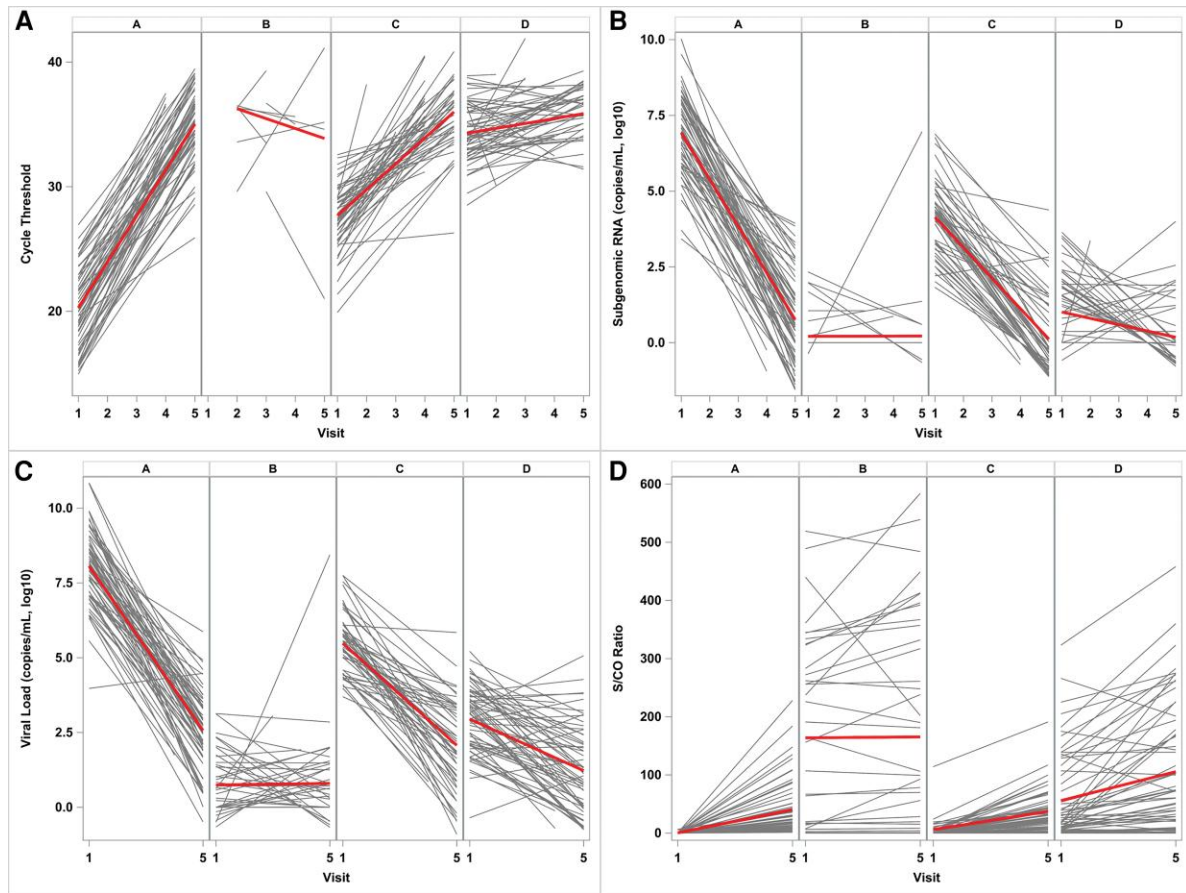 A
A B C D
Cycle Threshold
40
30
20
1 2 3 4 5 1 2 3 4 5 1 2 3 4 5 1 2 3 4 5
Visit
B
A B C D
Subgenomic RNA (copies/mL, log10)
10.0
7.5
5.0
2.5
0.0
1 2 3 4 5 1 2 3 4 5 1 2 3 4 5 1 2 3 4 5
Visit
C
A B C D
Viral Load (copies/mL, log10)
10.0
7.5
5.0
2.5
0.0
1 5 1 5 1 5 1 5
Visit
D
A B C D
S/CO Ratio
600
500
400
300
200
100
0
1 5 1 5 1 5 1 5
Visit